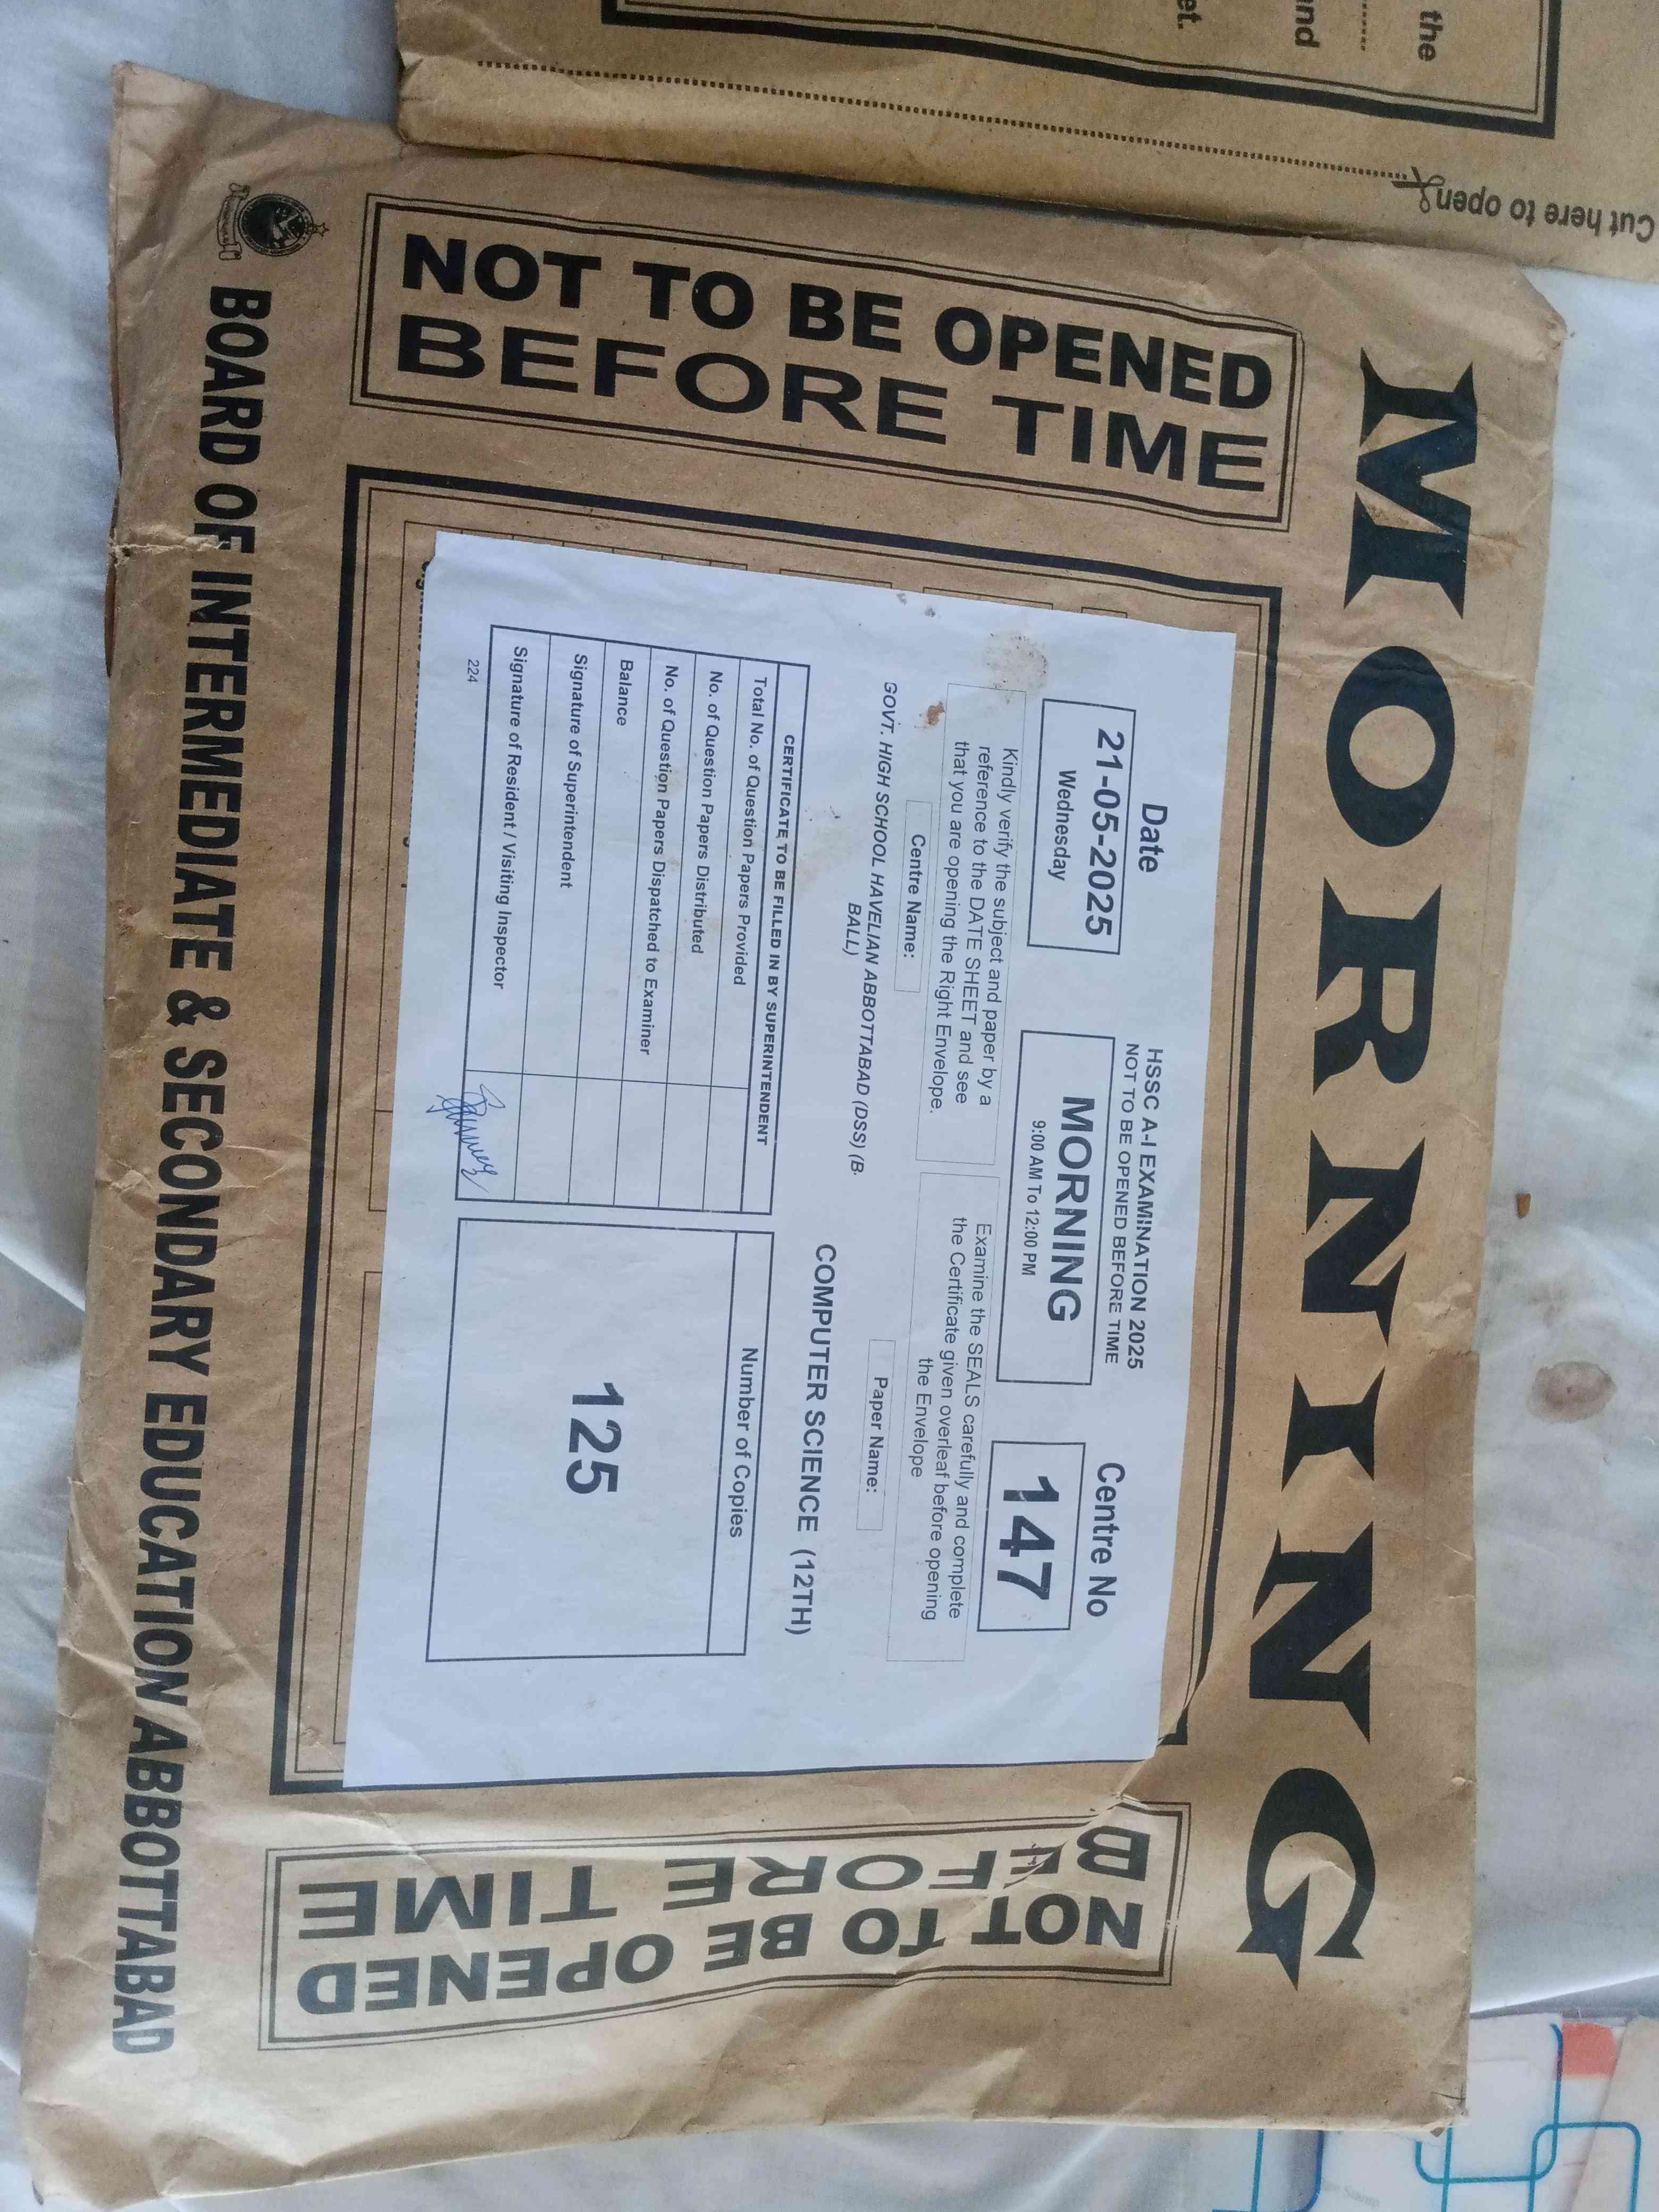 the
and
et.
Cut here to open
MORNING
NOT TO BE OPENED
BEFORE TIME
Date
21-05-2025
Wednesday
HSSC A-I EXAMINATION 2025
NOT TO BE OPENED BEFORE TIME
MORNING
9:00 AM To 12:00 PM
Centre No
147
Kindly verify the subject and paper by a
reference to the DATE SHEET and see
that you are opening the Right Envelope.
Examine the SEALS carefully and complete
the Certificate given overleaf before opening
the Envelope
Centre Name:
GOVT. HIGH SCHOOL HAVELIAN ABBOTTABAD (DSS) (B-
BALL)
Paper Name:
COMPUTER SCIENCE (12TH)
CERTIFICATE TO BE FILLED IN BY SUPERINTENDENT
Total No. of Question Papers Provided
No. of Question Papers Distributed
No. of Question Papers Dispatched to Examiner
Balance
Signature of Superintendent
Signature of Resident / Visiting Inspector
224
Number of Copies
125
NOT TO BE OPENED
BEFORE TIME
BOARD OF INTERMEDIATE & SECONDARY EDUCATION ABBOTTABAD